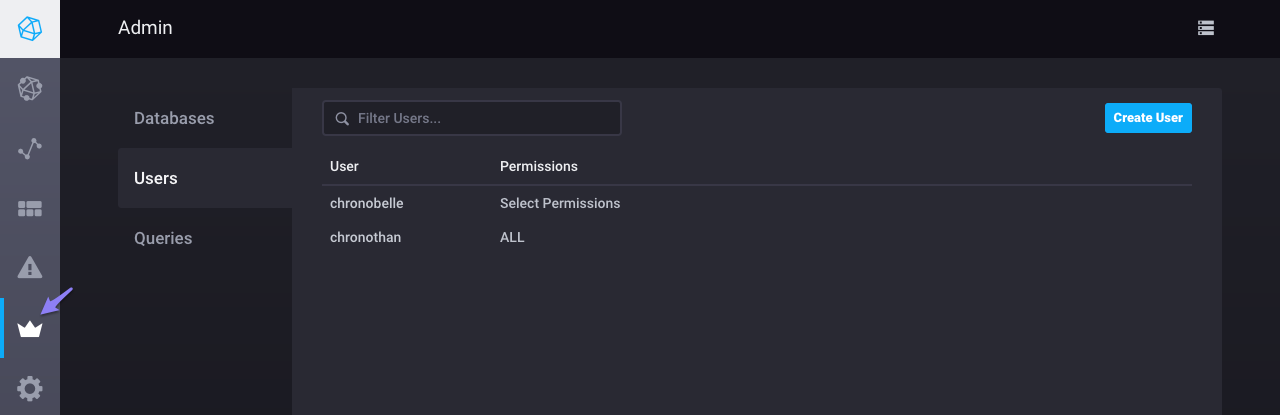 Admin
Databases
Users
Queries
Filter Users...
Create User
User Permissions
chronobelle Select Permissions
chronothan ALL